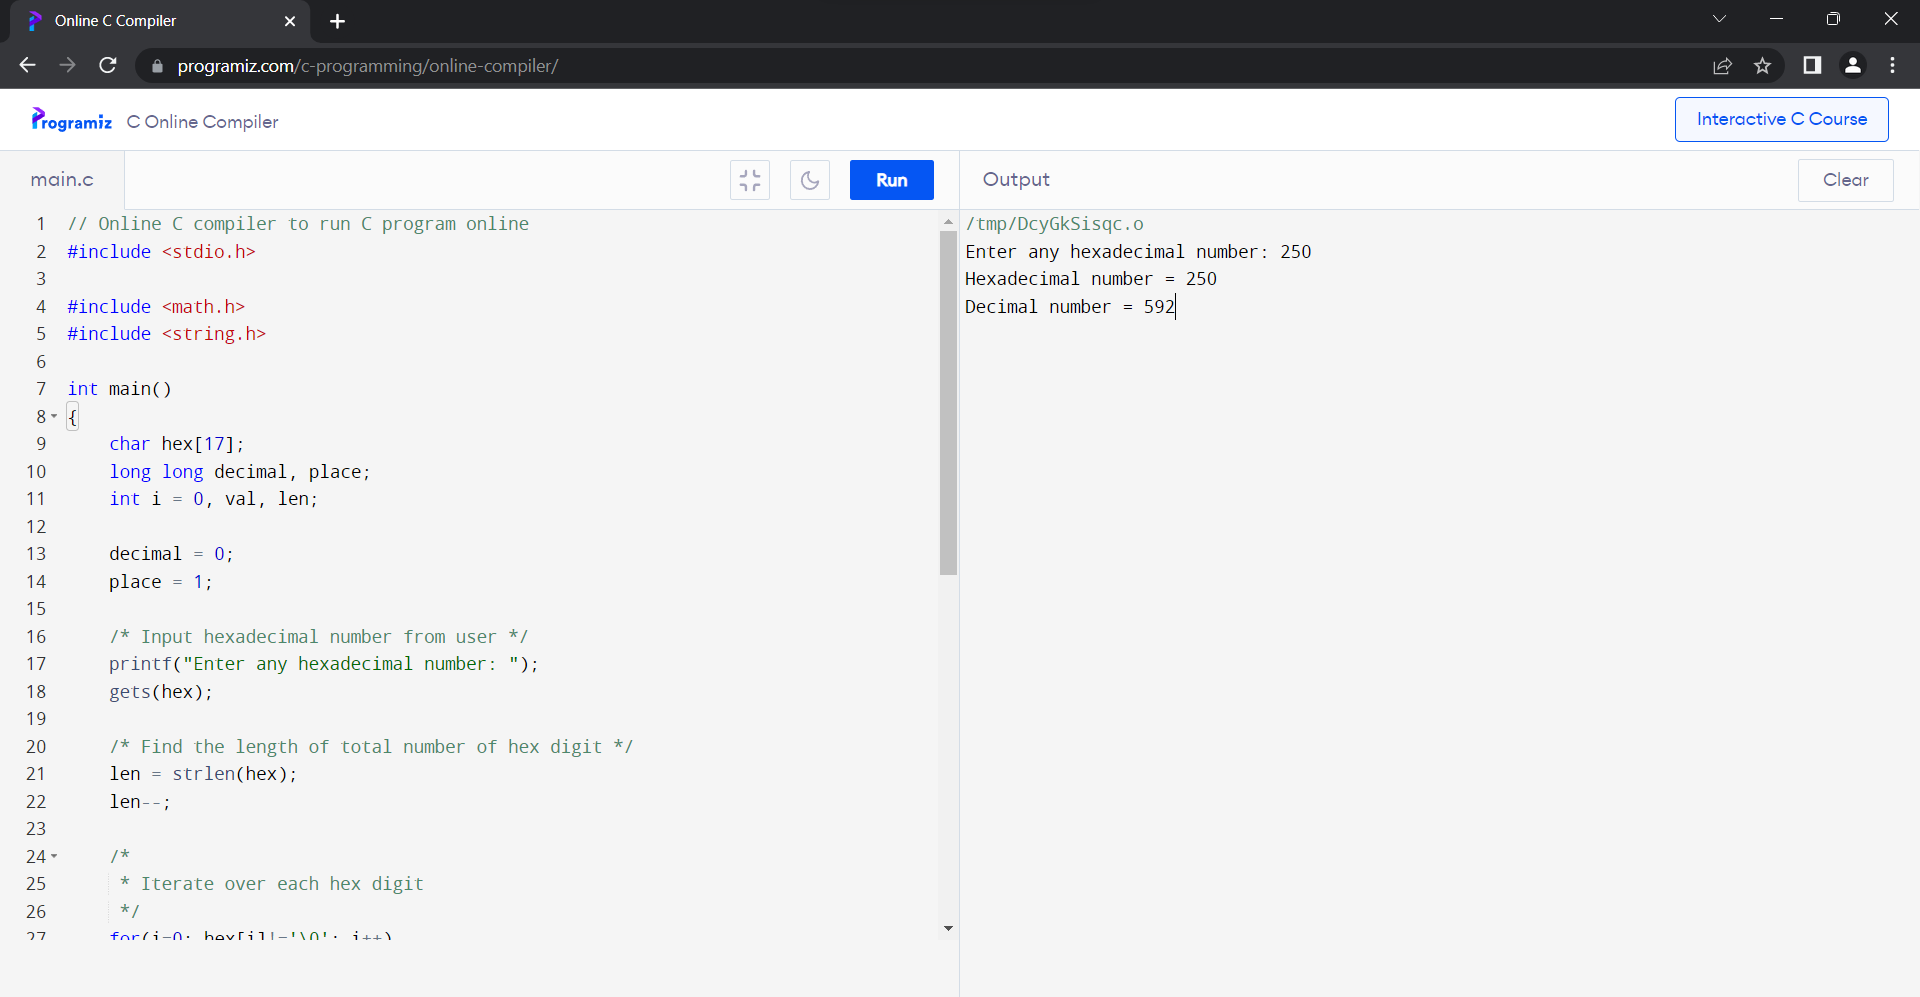 Online C Compiler
programiz.com/c-programming/online-compiler/
Programiz C Online Compiler
Interactive C Course
main.c
Run
Output
Clear
1 // Online C compiler to run C program online
2 #include <stdio.h>
3
4 #include <math.h>
5 #include <string.h>
6
7 int main()
8 {
9 char hex[17];
10 long long decimal, place;
11 int i = 0, val, len;
12
13 decimal = 0;
14 place = 1;
15
16 /* Input hexadecimal number from user */
17 printf("Enter any hexadecimal number: ");
18 gets(hex);
19
20 /* Find the length of total number of hex digit */
21 len = strlen(hex);
22 len--;
23
24 /*
25 * Iterate over each hex digit
26 */
27 for(i=0; hex[i]!='\0'; i++)
/tmp/DcyGkSisqc.o
Enter any hexadecimal number: 250
Hexadecimal number = 250
Decimal number = 592